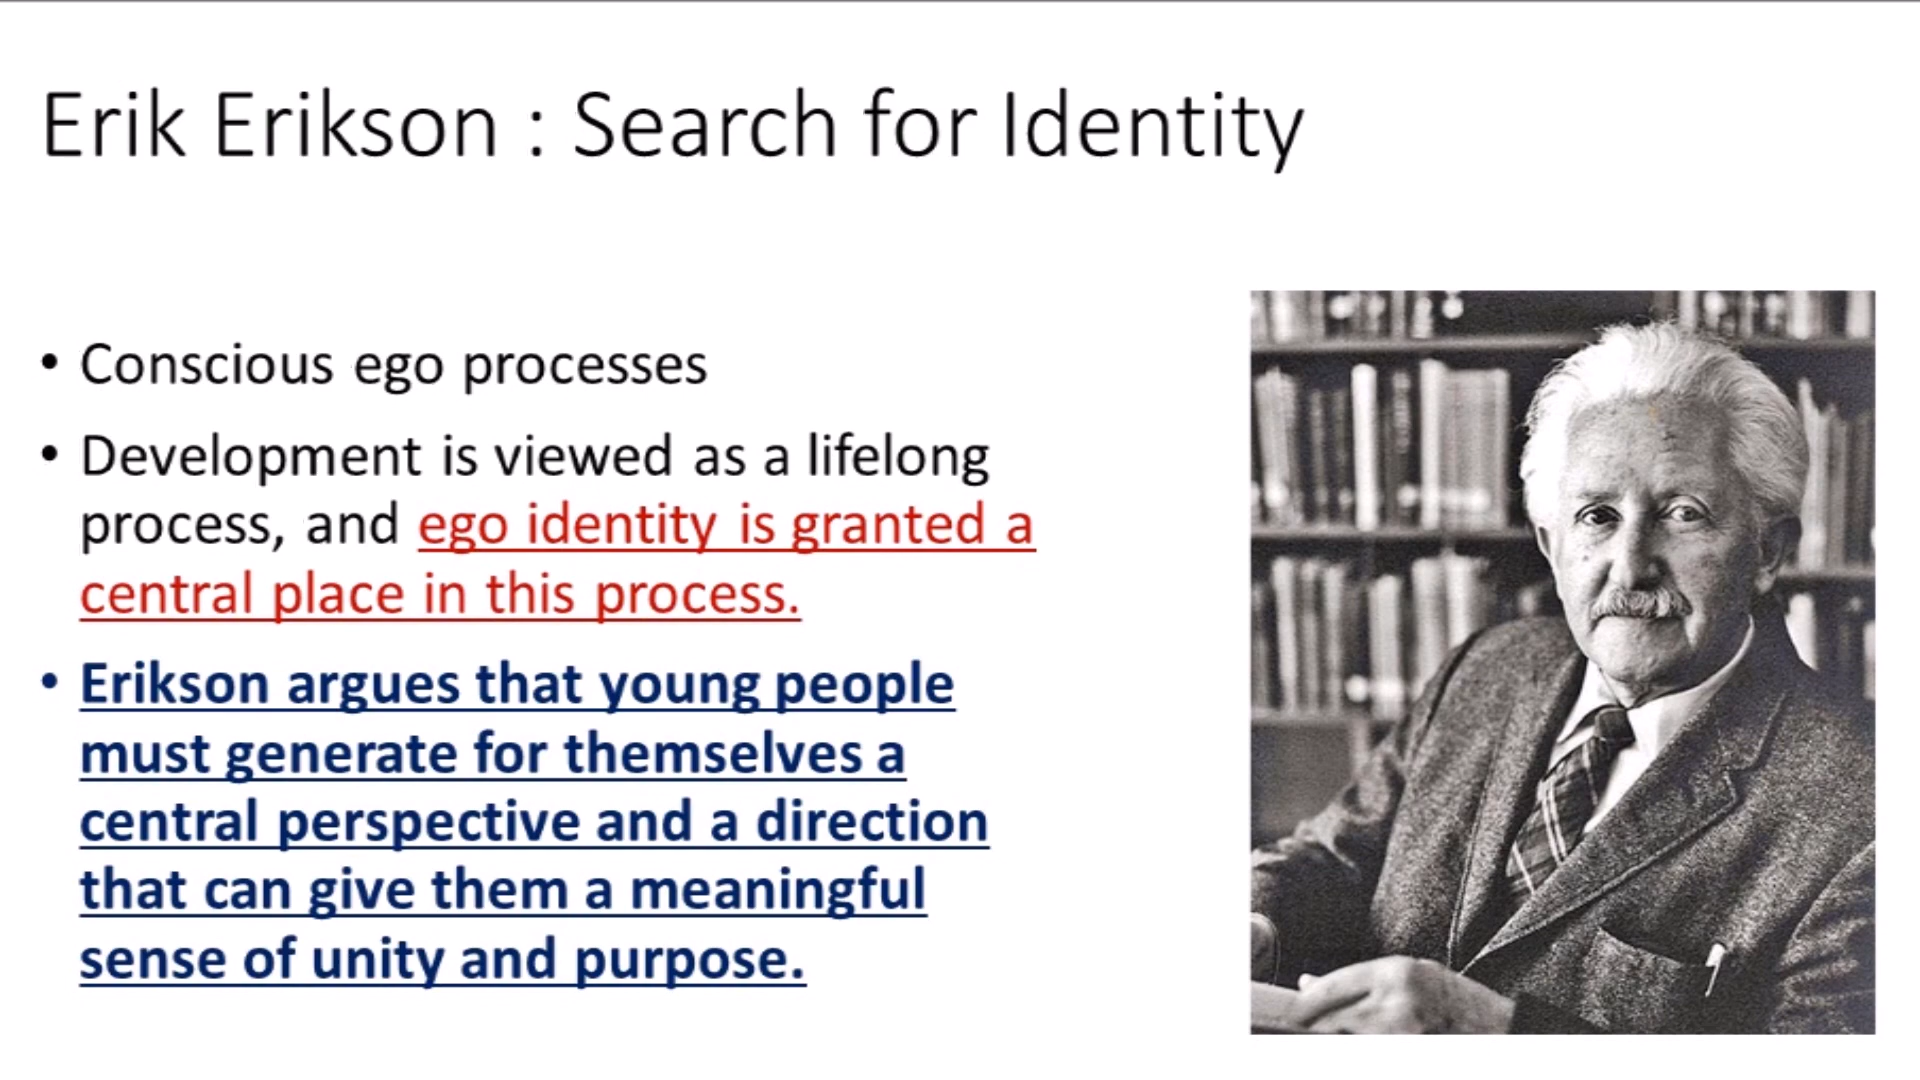 Erik Erikson : Search for Identity
• Conscious ego processes
• Development is viewed as a lifelong
process, and ego identity is granted a
central place in this process.
• Erikson argues that young people
must generate for themselves a
central perspective and a direction
that can give them a meaningful
sense of unity and purpose.